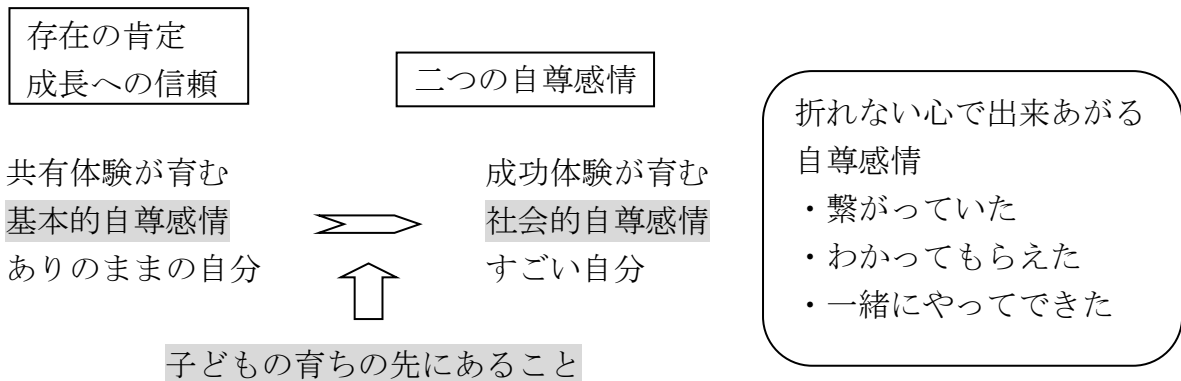 存在の肯定
成長への信頼
二つの自尊感情
共有体験が育む
基本的自尊感情
ありのままの自分
成功体験が育む
社会的自尊感情
すごい自分
子どもの育ちの先にあること
折れない心で出来あがる
自尊感情
・繋がっていた
・わかってもらえた
・一緒にやってできた